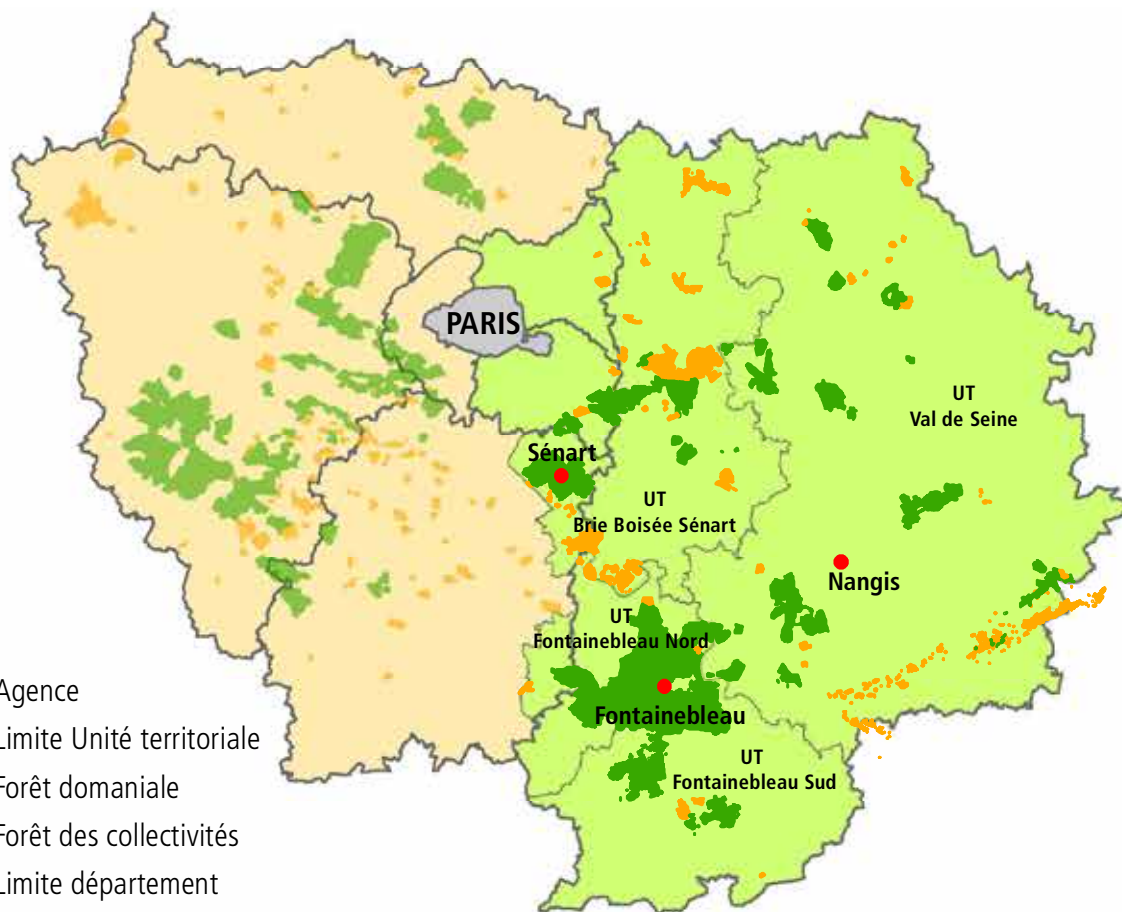 PARIS
UT
Val de Seine
Sénart
UT
Brie Boisée Sénart
Nangis
UT
Fontainebleau Nord
Fontainebleau
UT
Fontainebleau Sud
Agence
Limite Unité territoriale
Forêt domaniale
Forêt des collectivités
Limite département